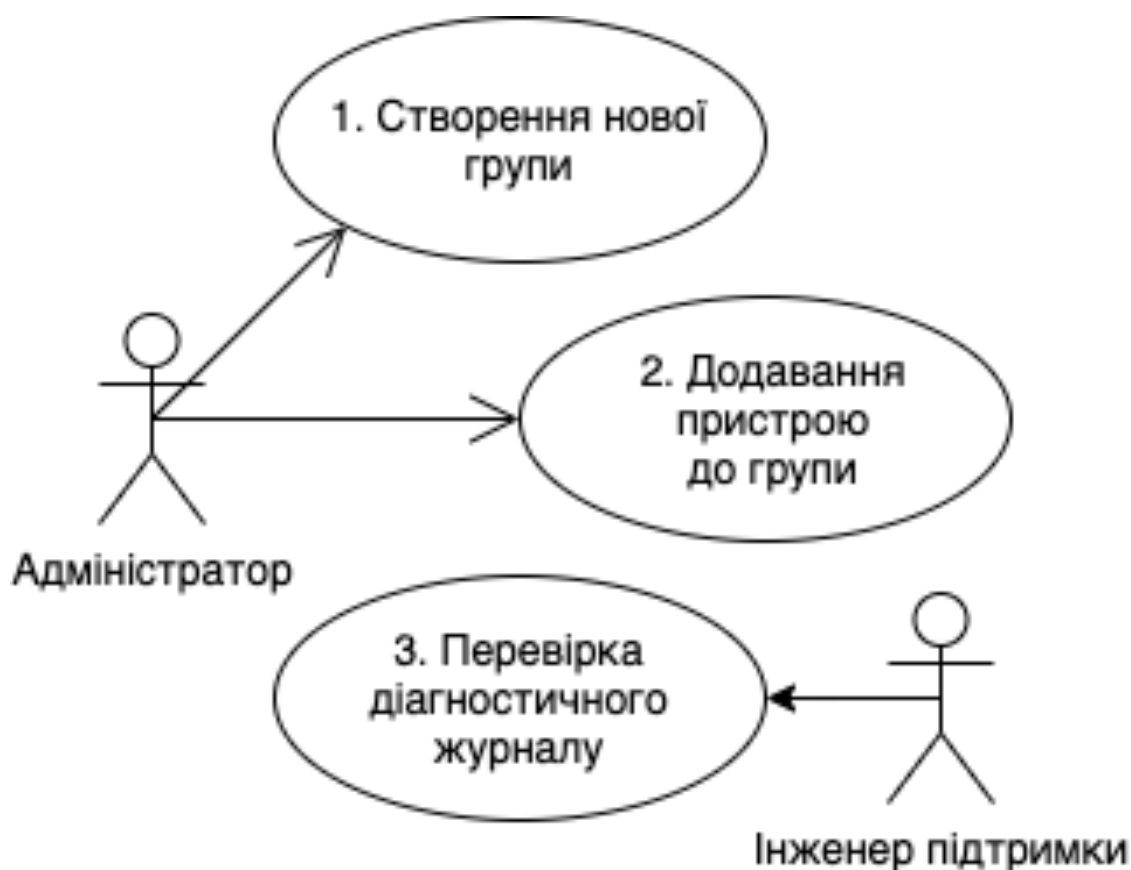 1. Створення нової
групи
2. Додавання
пристрою
до групи
Адміністратор
3. Перевірка
діагностичного
журналу
Інженер підтримки